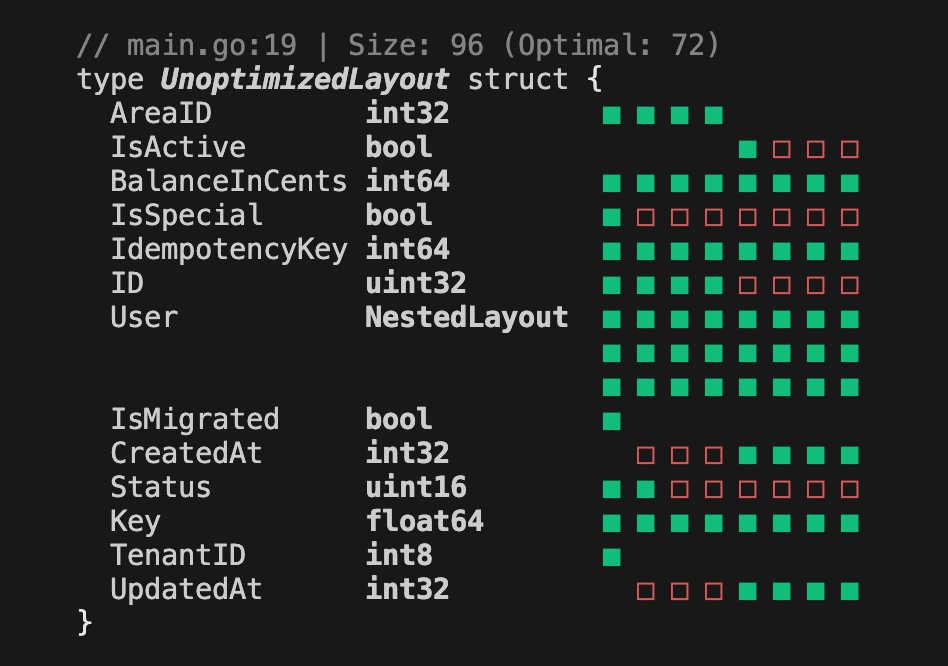 // main.go:19 | Size: 96 (Optimal: 72)
type UnoptimizedLayout struct {
AreaID int32
IsActive bool
BalanceInCents int64
IsSpecial bool
IdempotencyKey int64
ID uint32
User NestedLayout
IsMigrated bool
CreatedAt int32
Status uint16
Key float64
TenantID int8
UpdatedAt int32
}